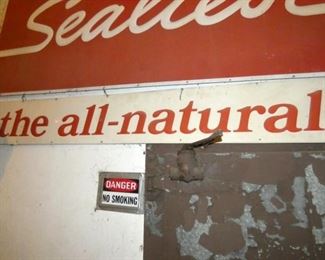 Sealtest
the all-natural
DANGER
NO SMOKING